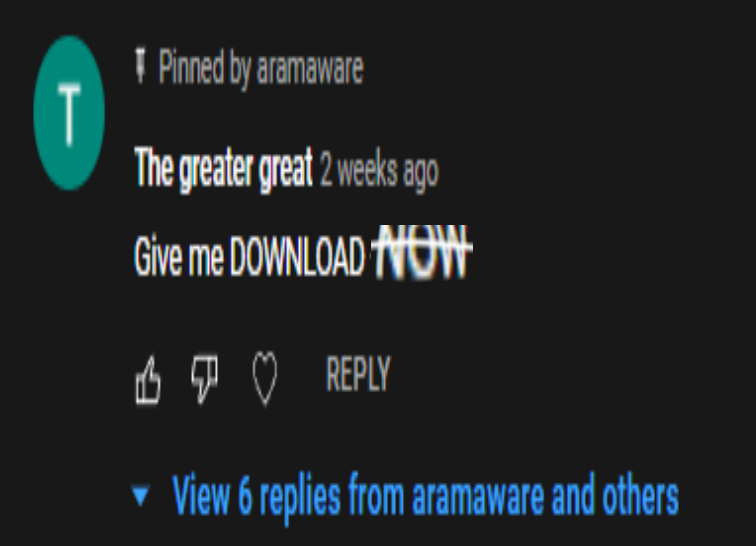 T
Pinned by aramaware
The greater great 2 weeks ago
Give me DOWNLOAD NOW
REPLY
View 6 replies from aramaware and others